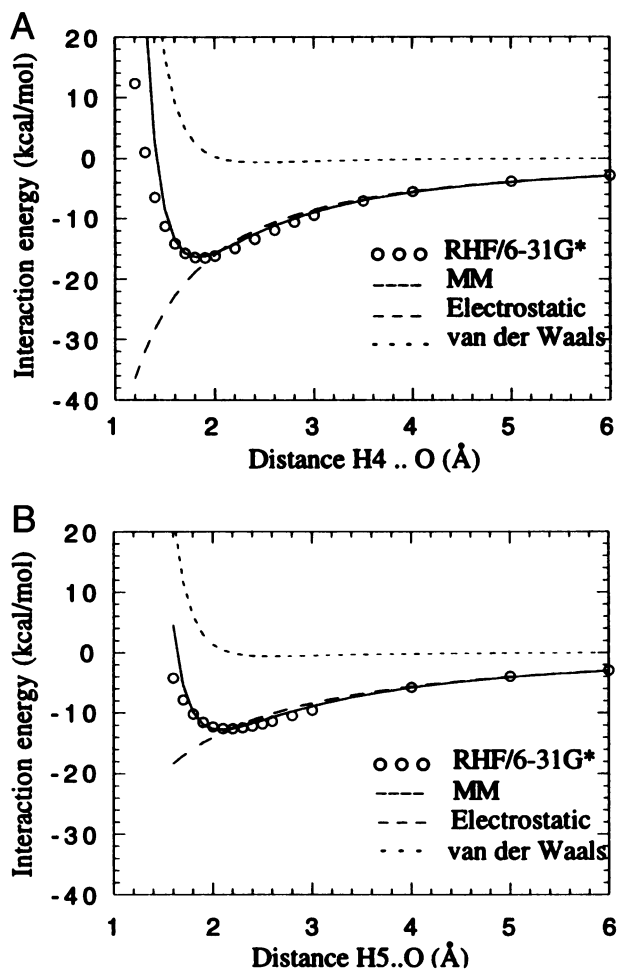 A
Interaction energy (kcal/mol)
20
10
0
-10
-20
-30
-40
RHF/6-31G*
MM
Electrostatic
van der Waals
1 2 3 4 5 6
Distance H4 .. O (Å)
B
Interaction energy (kcal/mol)
20
10
0
-10
-20
-30
-40
RHF/6-31G*
MM
Electrostatic
van der Waals
1 2 3 4 5 6
Distance H5..O (Å)